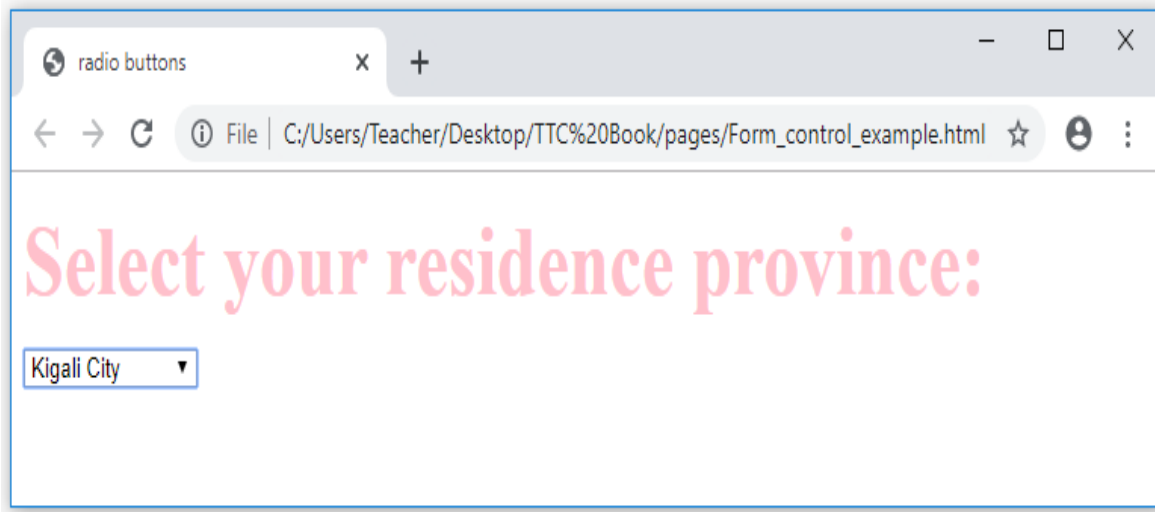 radio buttons
File C:/Users/Teacher/Desktop/TTC%20Book/pages/Form_control_example.html
Select your residence province:
Kigali City